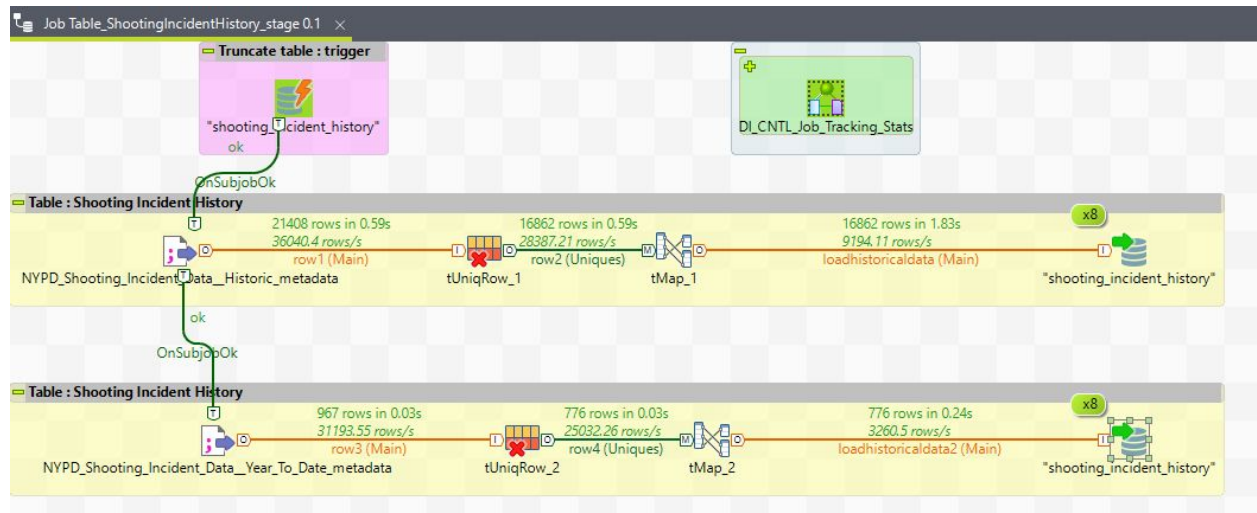 Job Table_ShootingIncidentHistory_stage 0.1
Truncate table : trigger
"shooting_incident_history"
ok
OnSubjobOk
DI_CNTL_Job_Tracking_Stats
Table : Shooting Incident History
21408 rows in 0.59s
36040.4 rows/s
row1 (Main)
16862 rows in 0.59s
28387.21 rows/s
row2 (Uniques)
16862 rows in 1.83s
9194.11 rows/s
loadhistoricaldata (Main)
x8
NYPD_Shooting_Incident_Data__Historic_metadata
tUniqRow_1
tMap_1
"shooting_incident_history"
ok
OnSubjobOk
Table : Shooting Incident History
967 rows in 0.03s
31193.55 rows/s
row3 (Main)
776 rows in 0.03s
25032.26 rows/s
row4 (Uniques)
776 rows in 0.24s
3260.5 rows/s
loadhistoricaldata2 (Main)
x8
NYPD_Shooting_Incident_Data__Year_To_Date_metadata
tUniqRow_2
tMap_2
"shooting_incident_history"